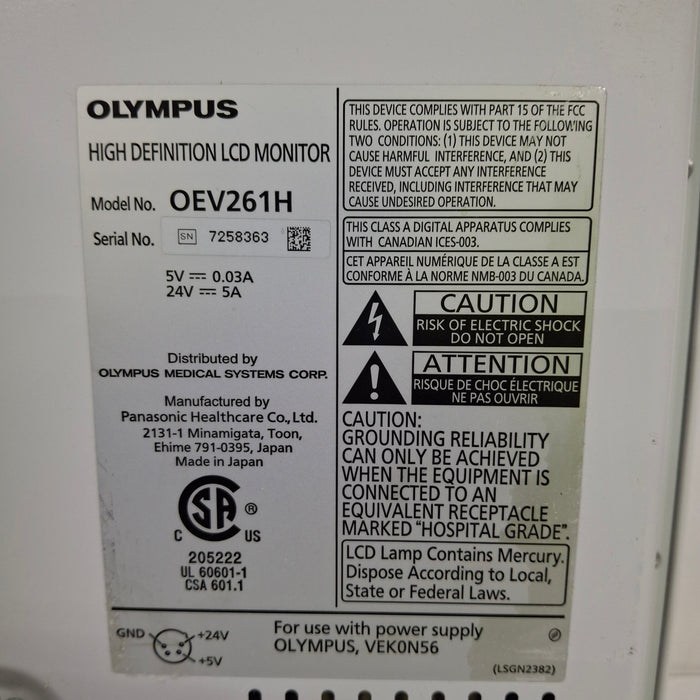 OLYMPUS
HIGH DEFINITION LCD MONITOR
Model No. OEV261H
Serial No. SN 7258363
5V ⎓ 0.03A
24V ⎓ 5A
Distributed by
OLYMPUS MEDICAL SYSTEMS CORP.
Manufactured by
Panasonic Healthcare Co., Ltd.
2131-1 Minamigata, Toon,
Ehime 791-0395, Japan
Made in Japan
CSA ®
C US
205222
UL 60601-1
CSA 601.1
THIS DEVICE COMPLIES WITH PART 15 OF THE FCC
RULES. OPERATION IS SUBJECT TO THE FOLLOWING
TWO CONDITIONS: (1) THIS DEVICE MAY NOT
CAUSE HARMFUL INTERFERENCE, AND (2) THIS
DEVICE MUST ACCEPT ANY INTERFERENCE
RECEIVED, INCLUDING INTERFERENCE THAT MAY
CAUSE UNDESIRED OPERATION.
THIS CLASS A DIGITAL APPARATUS COMPLIES
WITH CANADIAN ICES-003.
CET APPAREIL NUMÉRIQUE DE LA CLASSE A EST
CONFORME À LA NORME NMB-003 DU CANADA.
CAUTION
RISK OF ELECTRIC SHOCK
DO NOT OPEN
ATTENTION
RISQUE DE CHOC ÉLECTRIQUE
NE PAS OUVRIR
CAUTION:
GROUNDING RELIABILITY
CAN ONLY BE ACHIEVED
WHEN THE EQUIPMENT IS
CONNECTED TO AN
EQUIVALENT RECEPTACLE
MARKED "HOSPITAL GRADE".
LCD Lamp Contains Mercury.
Dispose According to Local,
State or Federal Laws.
GND +24V
+5V
For use with power supply
OLYMPUS, VEK0N56
(LSGN2382)